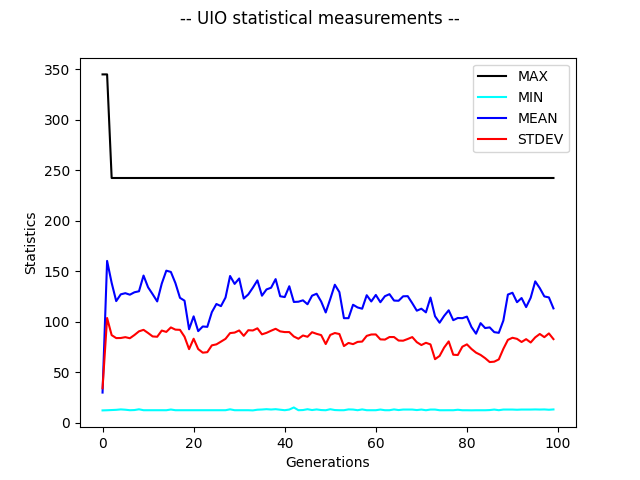 -- UIO statistical measurements --
MAX
MIN
MEAN
STDEV
350
300
250
200
150
100
50
0
Statistics
0 20 40 60 80 100
Generations